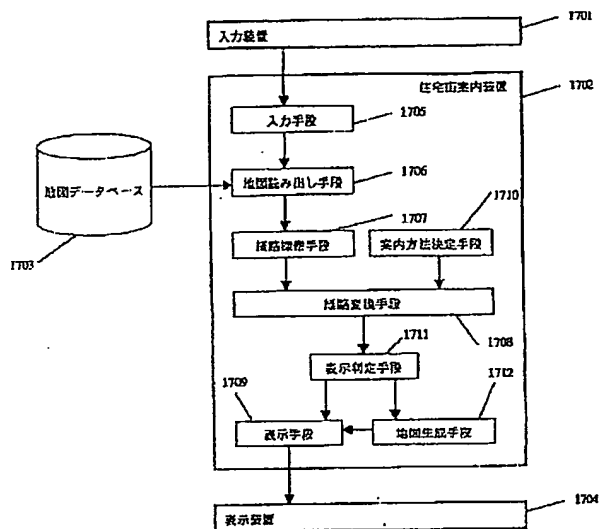 1701
入力装置
住宅街案内装置
1702
1705
入力手段
1706
地図読み出し手段
地図データベース
1703
1707
経路探索手段
1710
案内方法決定手段
経路変換手段
1708
1711
表示判定手段
1709
表示手段
1712
地図生成手段
表示装置
1704